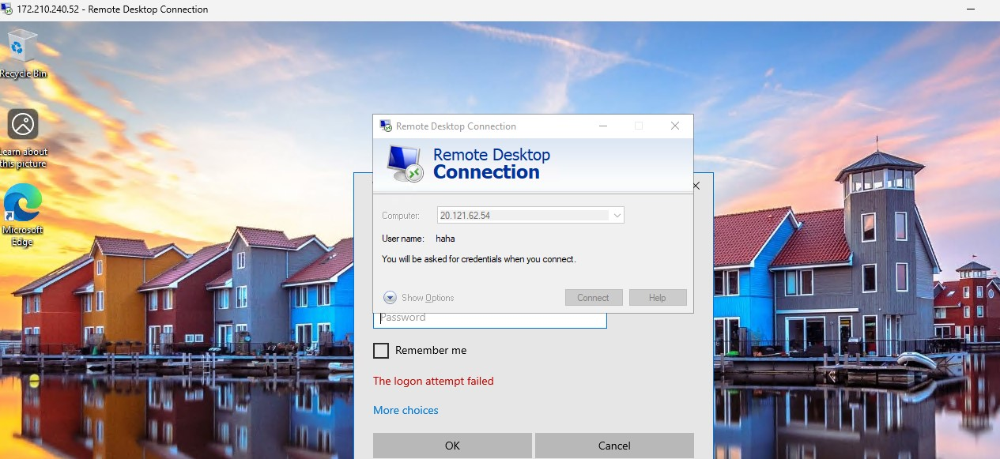 172.210.240.52 - Remote Desktop Connection
Recycle Bin
Learn about
this picture
Microsoft
Edge
Remote Desktop Connection
Remote Desktop
Connection
Computer:
20.121.62.54
User name:
haha
You will be asked for credentials when you connect.
Show Options
Connect
Help
Password
Remember me
The logon attempt failed
More choices
OK
Cancel